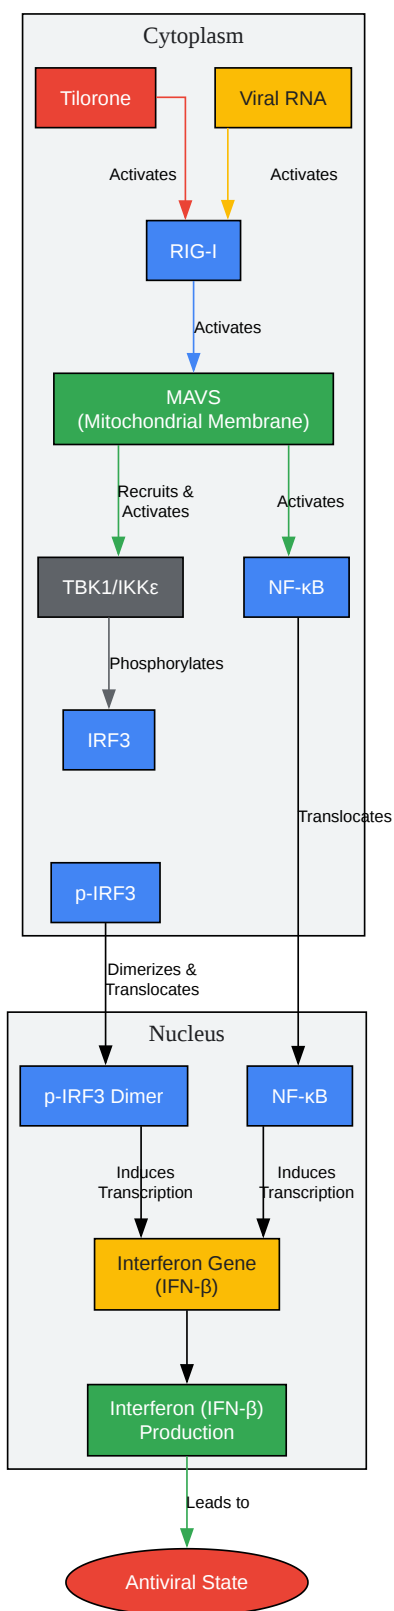 Cytoplasm
Tilorone
Viral RNA
Activates
Activates
RIG-I
Activates
MAVS
(Mitochondrial Membrane)
Recruits &
Activates
Activates
TBK1/IKKε
NF-κB
Phosphorylates
IRF3
Translocates
p-IRF3
Dimerizes &
Translocates
Nucleus
p-IRF3 Dimer
NF-κB
Induces
Transcription
Induces
Transcription
Interferon Gene
(IFN-β)
Interferon (IFN-β)
Production
Leads to
Antiviral State